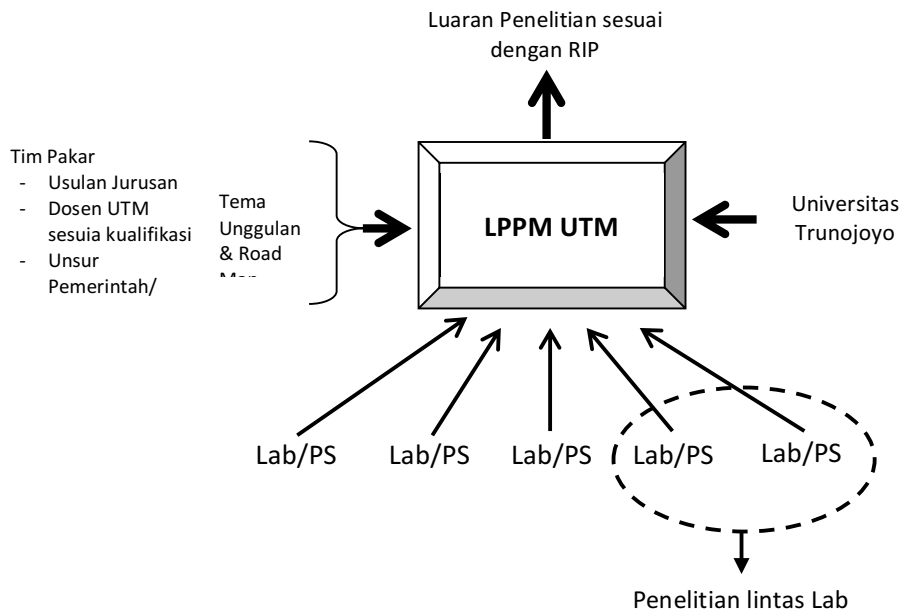 Luaran Penelitian sesuai
dengan RIP
Tim Pakar
- Usulan Jurusan
- Dosen UTM
sesuia kualifikasi
- Unsur
Pemerintah/
Tema
Unggulan
& Road
LPPM UTM
Universitas
Trunojoyo
Lab/PS
Lab/PS
Lab/PS
Lab/PS
Lab/PS
Penelitian lintas Lab